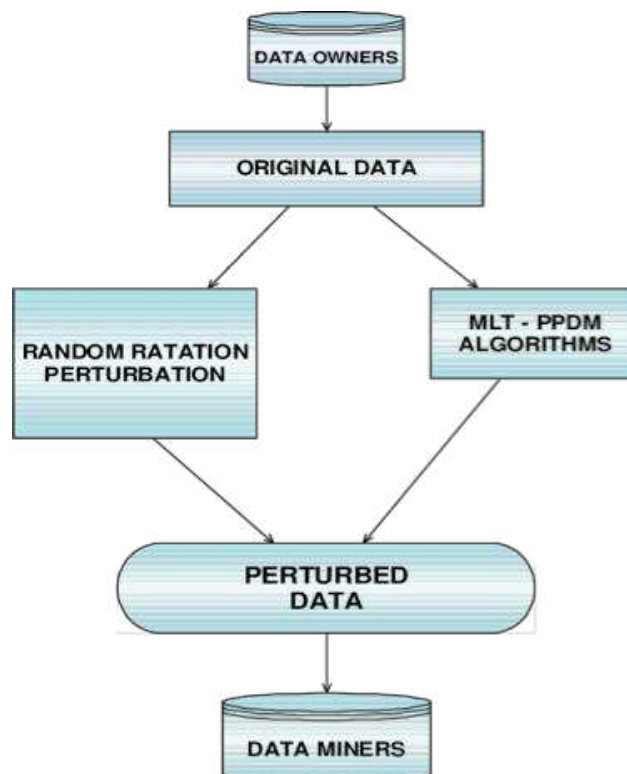 DATA OWNERS
ORIGINAL DATA
RANDOM RATATION
PERTURBATION
MLT - PPDM
ALGORITHMS
PERTURBED
DATA
DATA MINERS